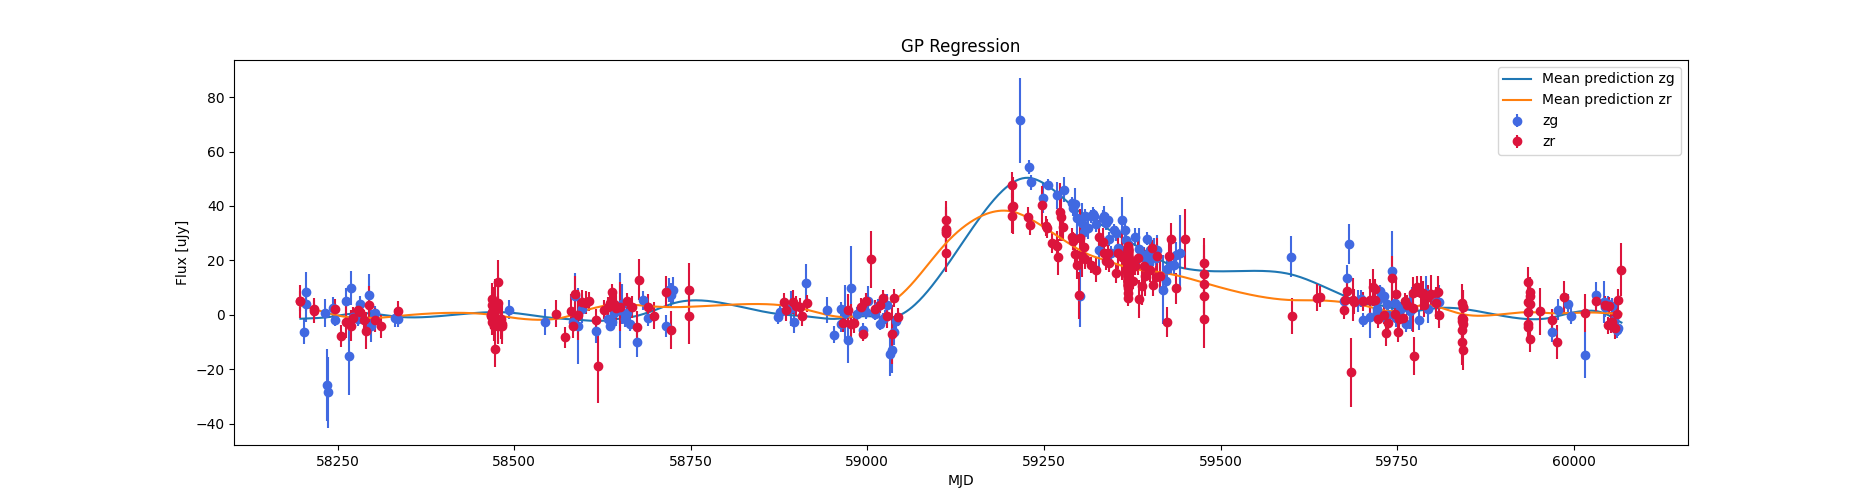 GP Regression
Mean prediction zg
Mean prediction zr
zg
zr
Flux [uJy]
80
60
40
20
0
−20
−40
58250 58500 58750 59000 59250 59500 59750 60000
MJD